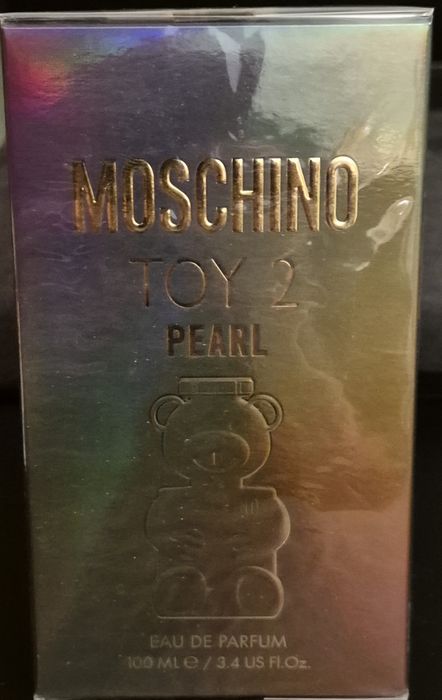 MOSCHINO
TOY 2
PEARL
EAU DE PARFUM
100 ML ℮ / 3.4 US Fl.Oz.